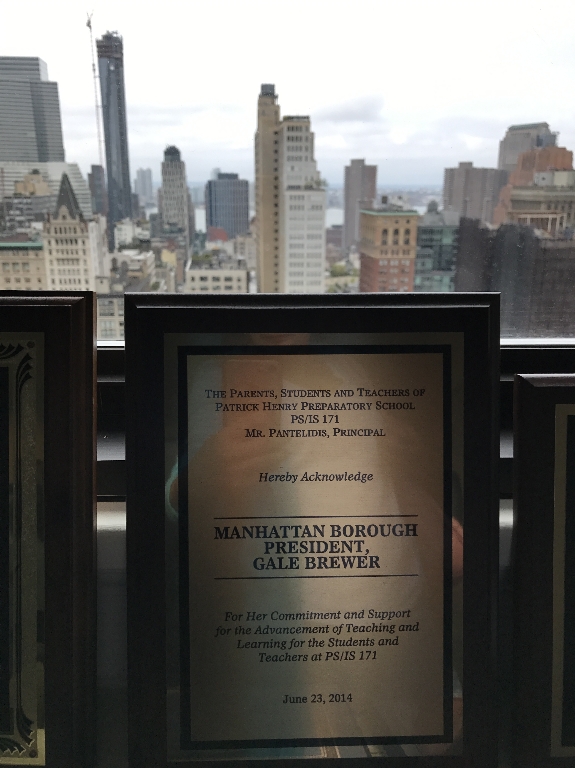 The Parents, Students and Teachers of
Patrick Henry Preparatory School
PS/IS 171
Mr. Pantelidis, Principal
Hereby Acknowledge
MANHATTAN BOROUGH
PRESIDENT,
GALE BREWER
For Her Commitment and Support
for the Advancement of Teaching and
Learning for the Students and
Teachers at PS/IS 171
June 23, 2014